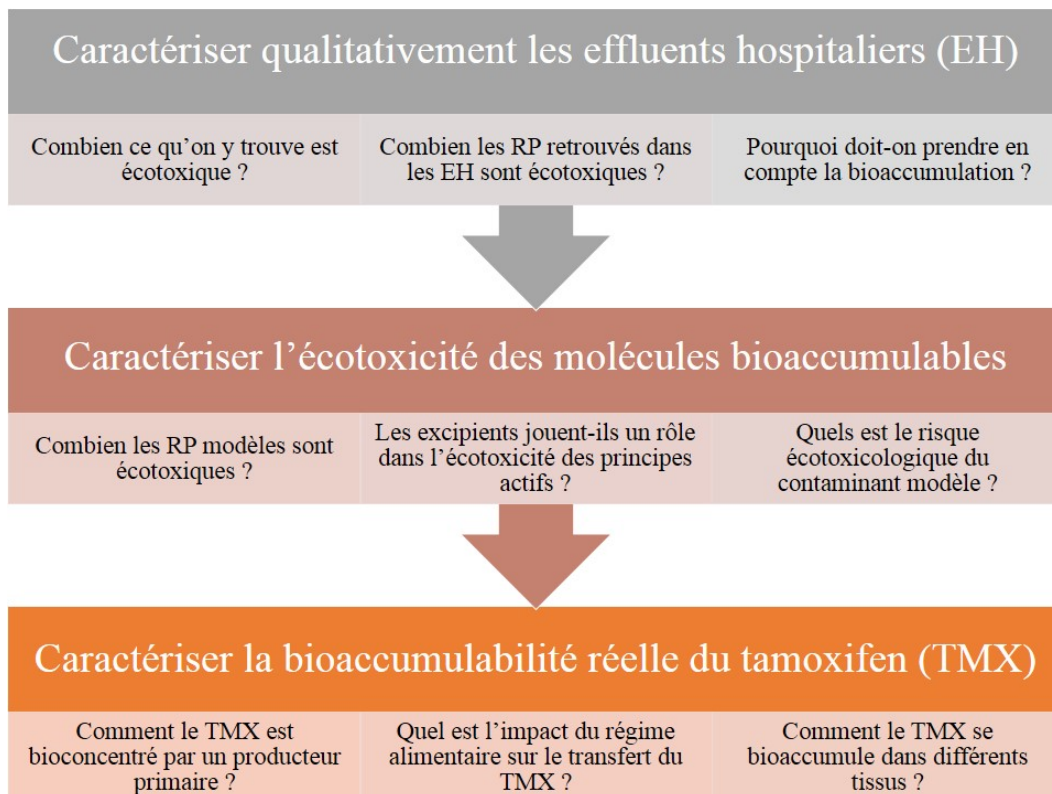 Caractériser qualitativement les effluents hospitaliers (EH)
Combien ce qu’on y trouve est
écotoxique ?
Combien les RP retrouvés dans
les EH sont écotoxiques ?
Pourquoi doit-on prendre en
compte la bioaccumulation ?
Caractériser l’écotoxicité des molécules bioaccumulables
Combien les RP modèles sont
écotoxiques ?
Les excipients jouent-ils un rôle
dans l’écotoxicité des principes
actifs ?
Quels est le risque
écotoxicologique du
contaminant modèle ?
Caractériser la bioaccumulabilité réelle du tamoxifen (TMX)
Comment le TMX est
bioconcentré par un producteur
primaire ?
Quel est l’impact du régime
alimentaire sur le transfert du
TMX ?
Comment le TMX se
bioaccumule dans différents
tissus ?